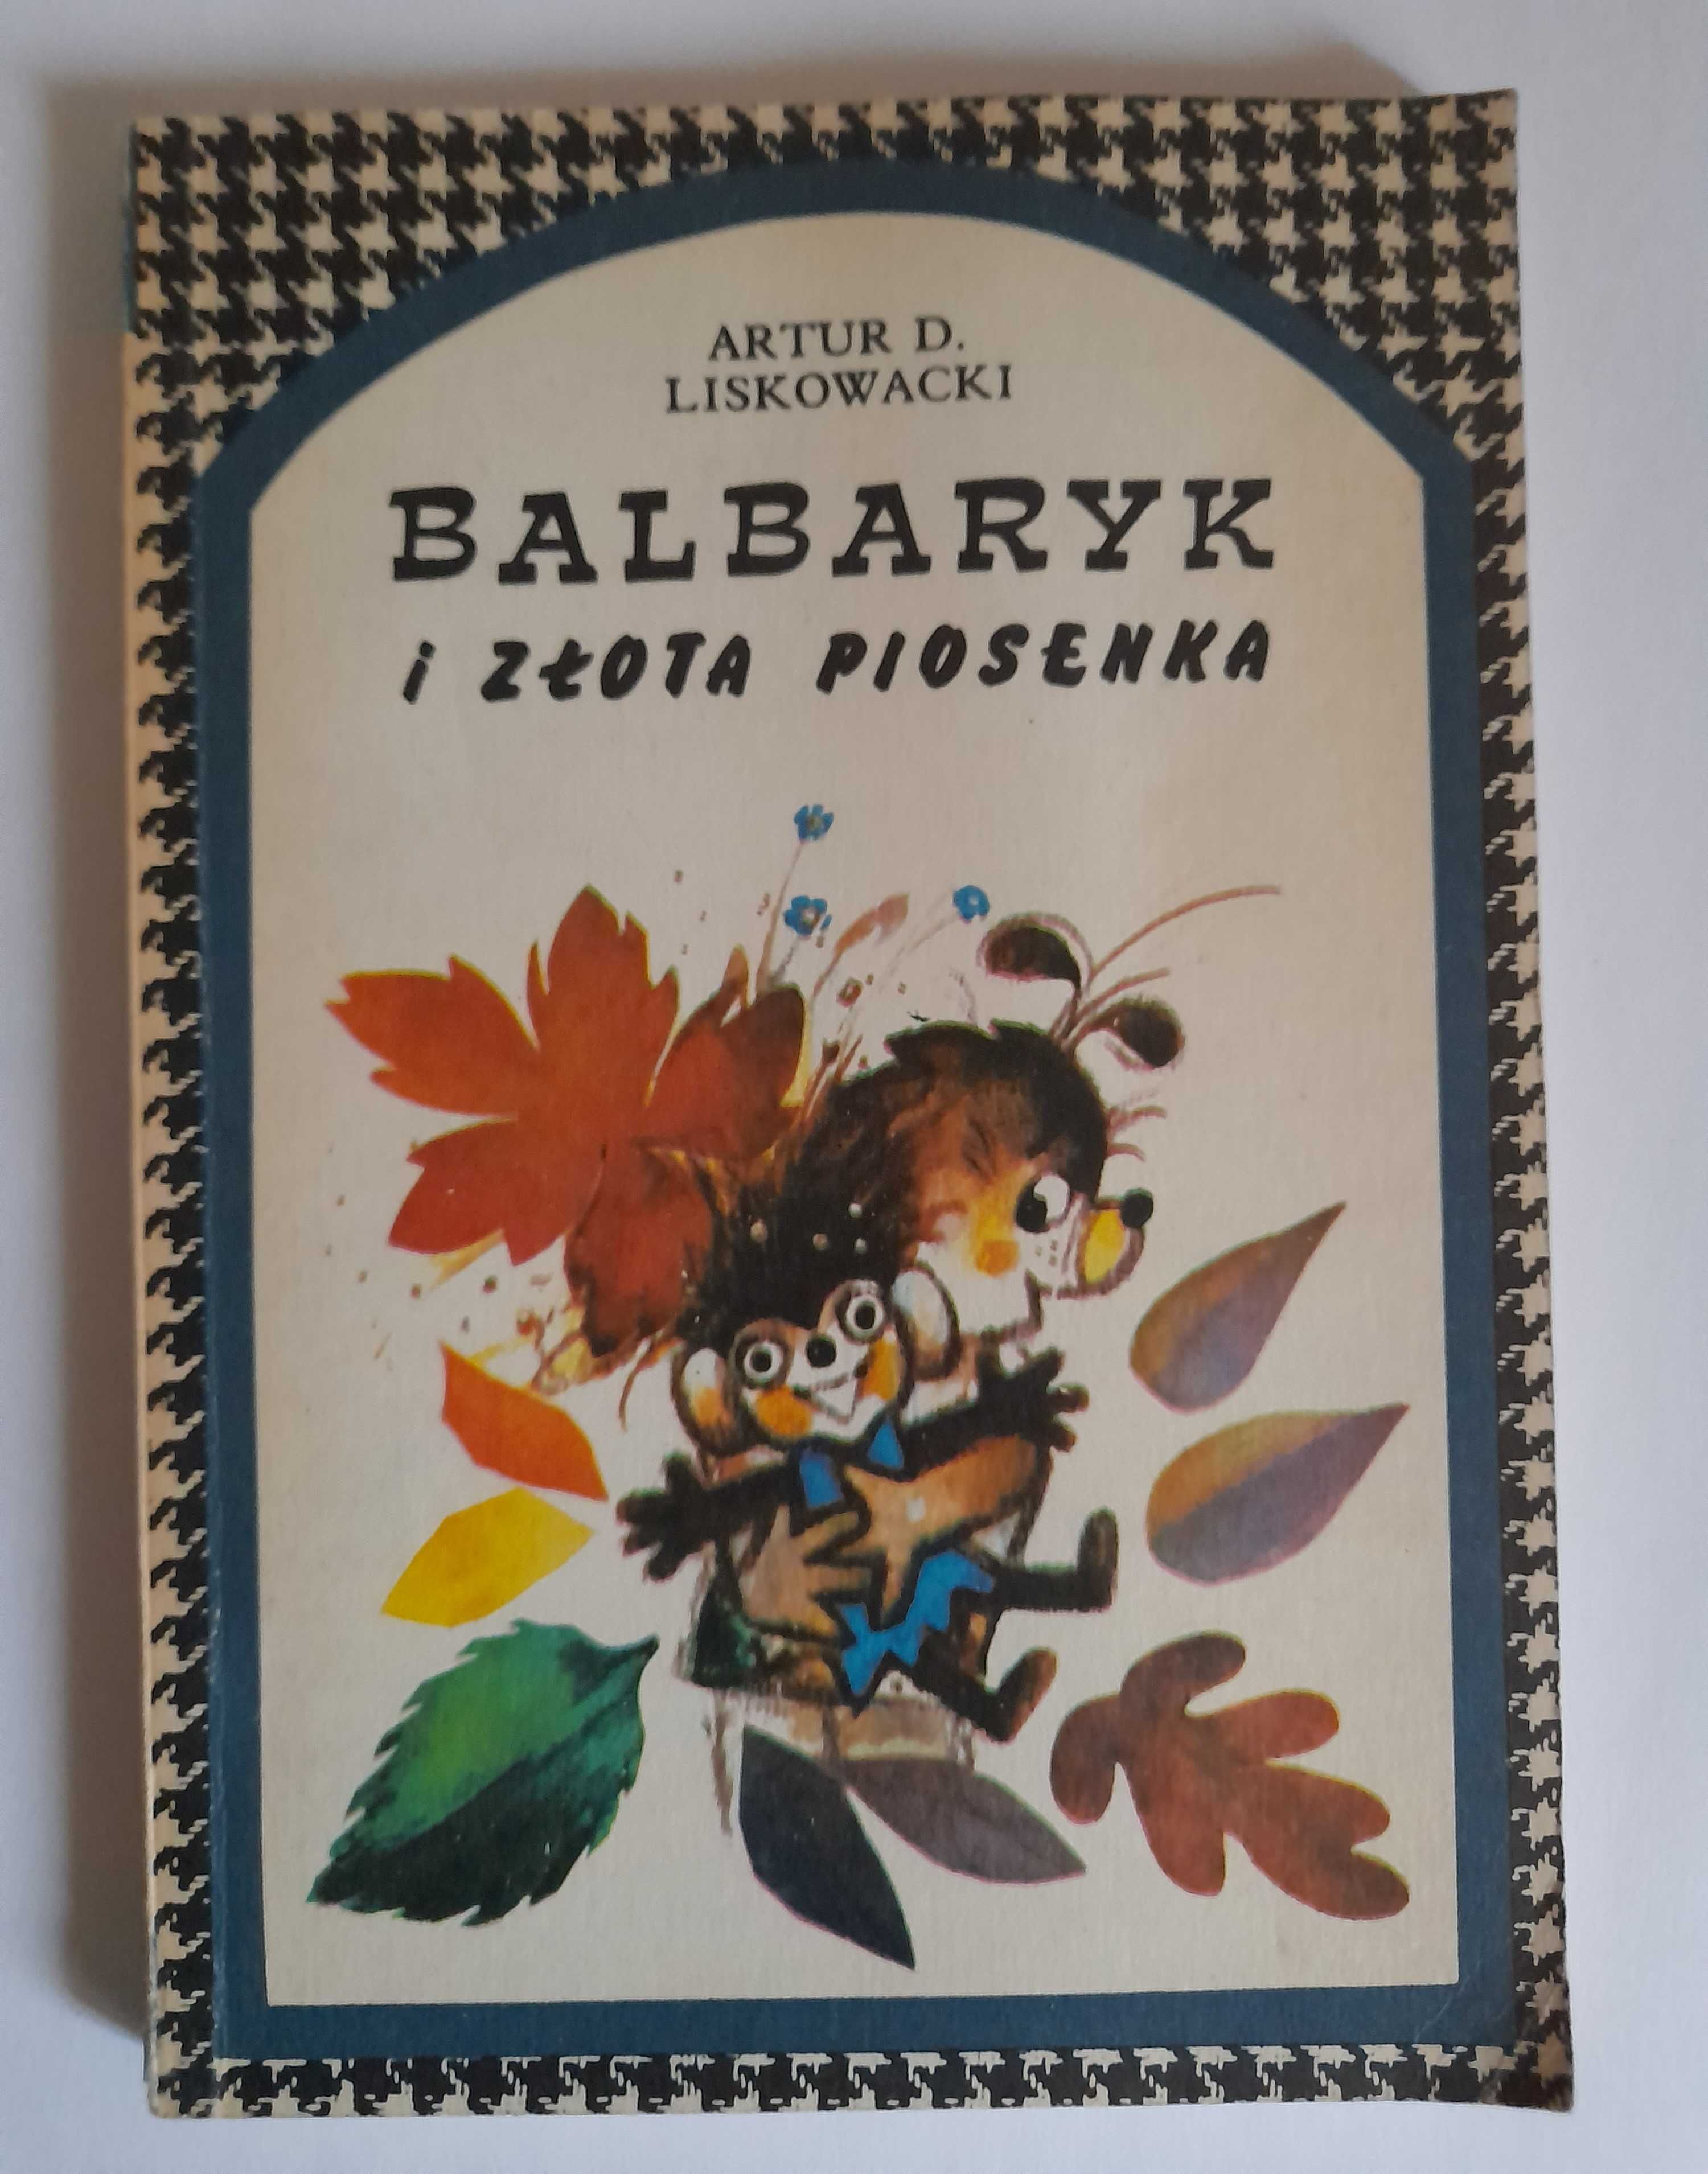 ARTUR D.
LISKOWACKI
BALBARYK
i ZŁOTA PIOSENKA